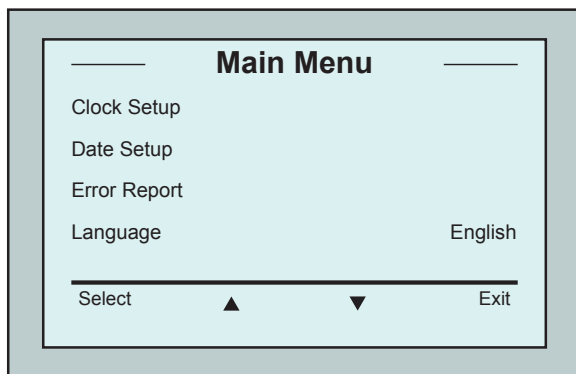 Main Menu
Clock Setup
Date Setup
Error Report
Language English
Select ▲ ▼ Exit